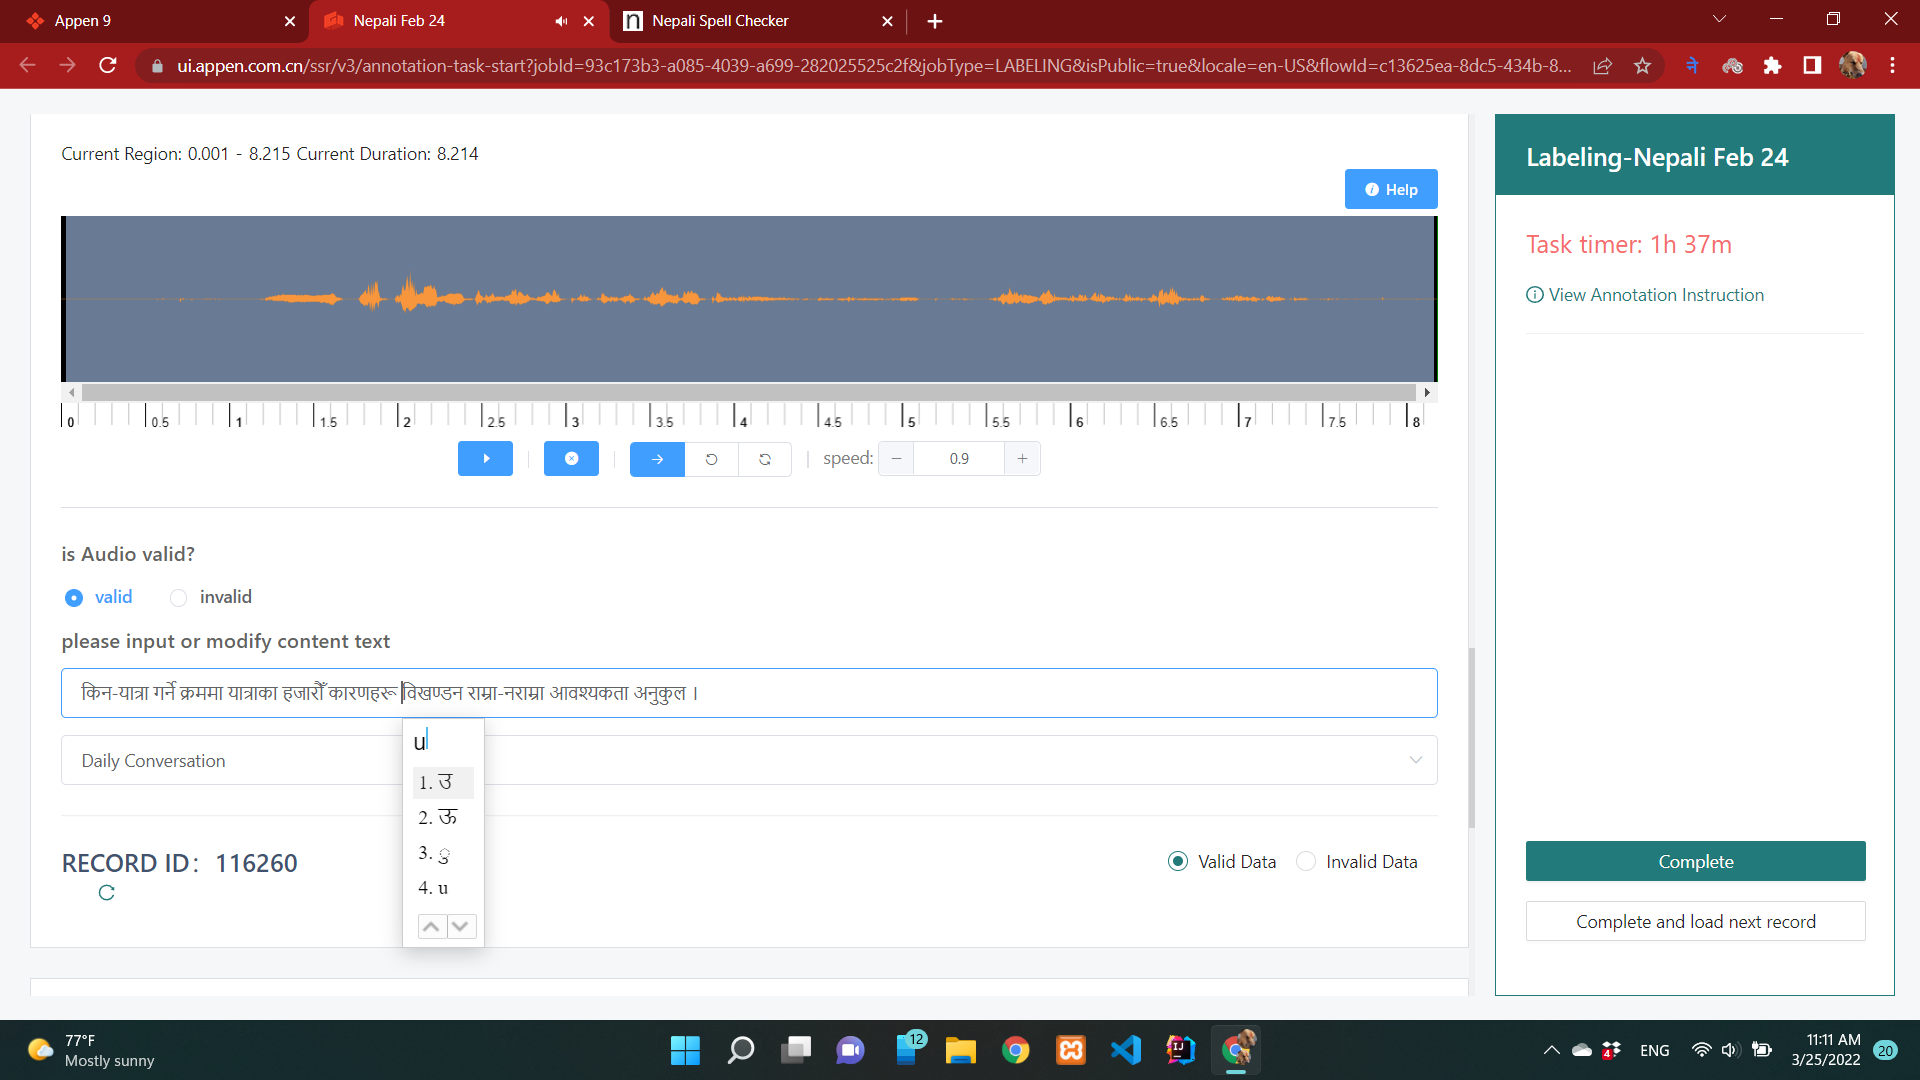 Appen 9
Nepali Feb 24
Nepali Spell Checker
ui.appen.com.cn/ssr/v3/annotation-task-start?jobId=93c173b3-a085-4039-a699-282025525c2f&jobType=LABELING&isPublic=true&locale=en-US&flowId=c13625ea-8dc5-434b-8...
ने
Current Region: 0.001 - 8.215 Current Duration: 8.214
Help
0 0.5 1 1.5 2 2.5 3 3.5 4 4.5 5 5.5 6 6.5 7 7.5 8
speed: − 0.9 +
is Audio valid?
valid invalid
please input or modify content text
किन-यात्रा गर्ने क्रममा यात्राका हजारौँ कारणहरू विखण्डन राम्रा-नराम्रा आवश्यकता अनुकुल ।
u
1. उ
2. ऊ
3. ु
4. u
Daily Conversation
RECORD ID: 116260
Valid Data Invalid Data
Labeling-Nepali Feb 24
Task timer: 1h 37m
View Annotation Instruction
Complete
Complete and load next record
77°F
Mostly sunny
12
IJ
4
ENG
11:11 AM
3/25/2022
20